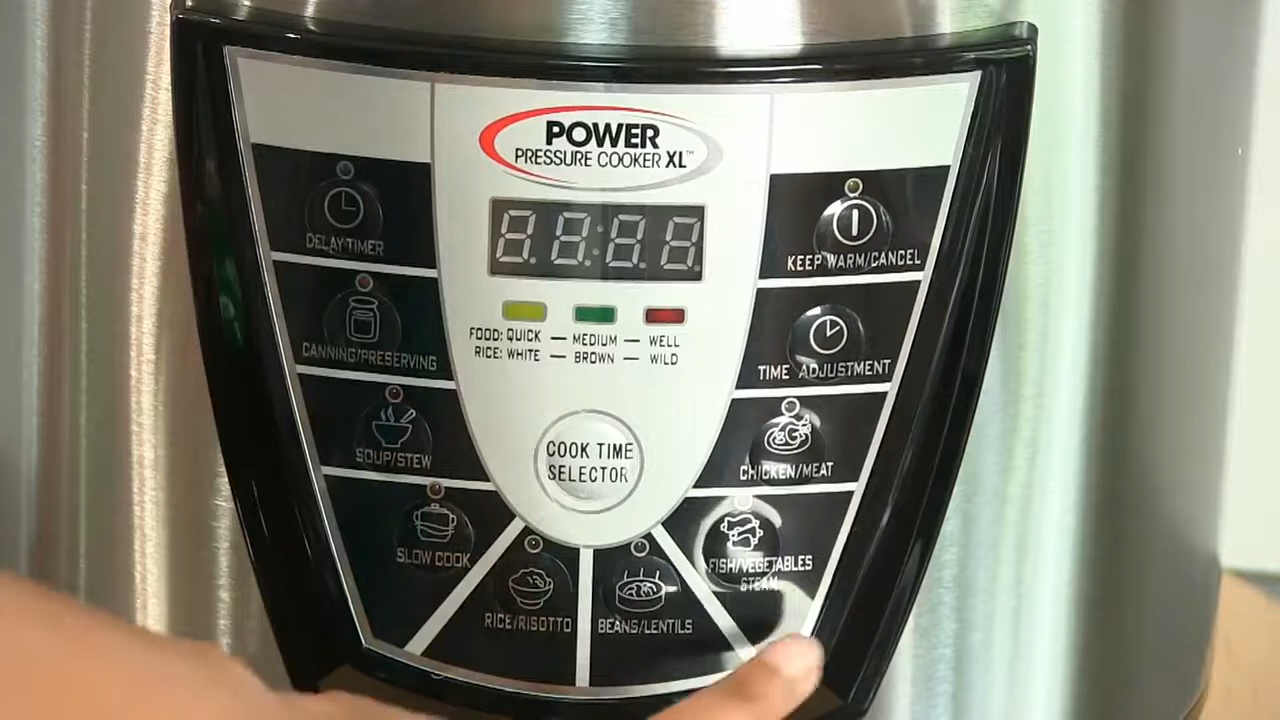 POWER
PRESSURE COOKER XL™
DELAY TIMER
KEEP WARM/CANCEL
FOOD: QUICK — MEDIUM — WELL
RICE: WHITE — BROWN — WILD
CANNING/PRESERVING
TIME ADJUSTMENT
COOK TIME
SELECTOR
SOUP/STEW
CHICKEN/MEAT
SLOW COOK
FISH/VEGETABLES
STEAM
RICE/RISOTTO
BEANS/LENTILS